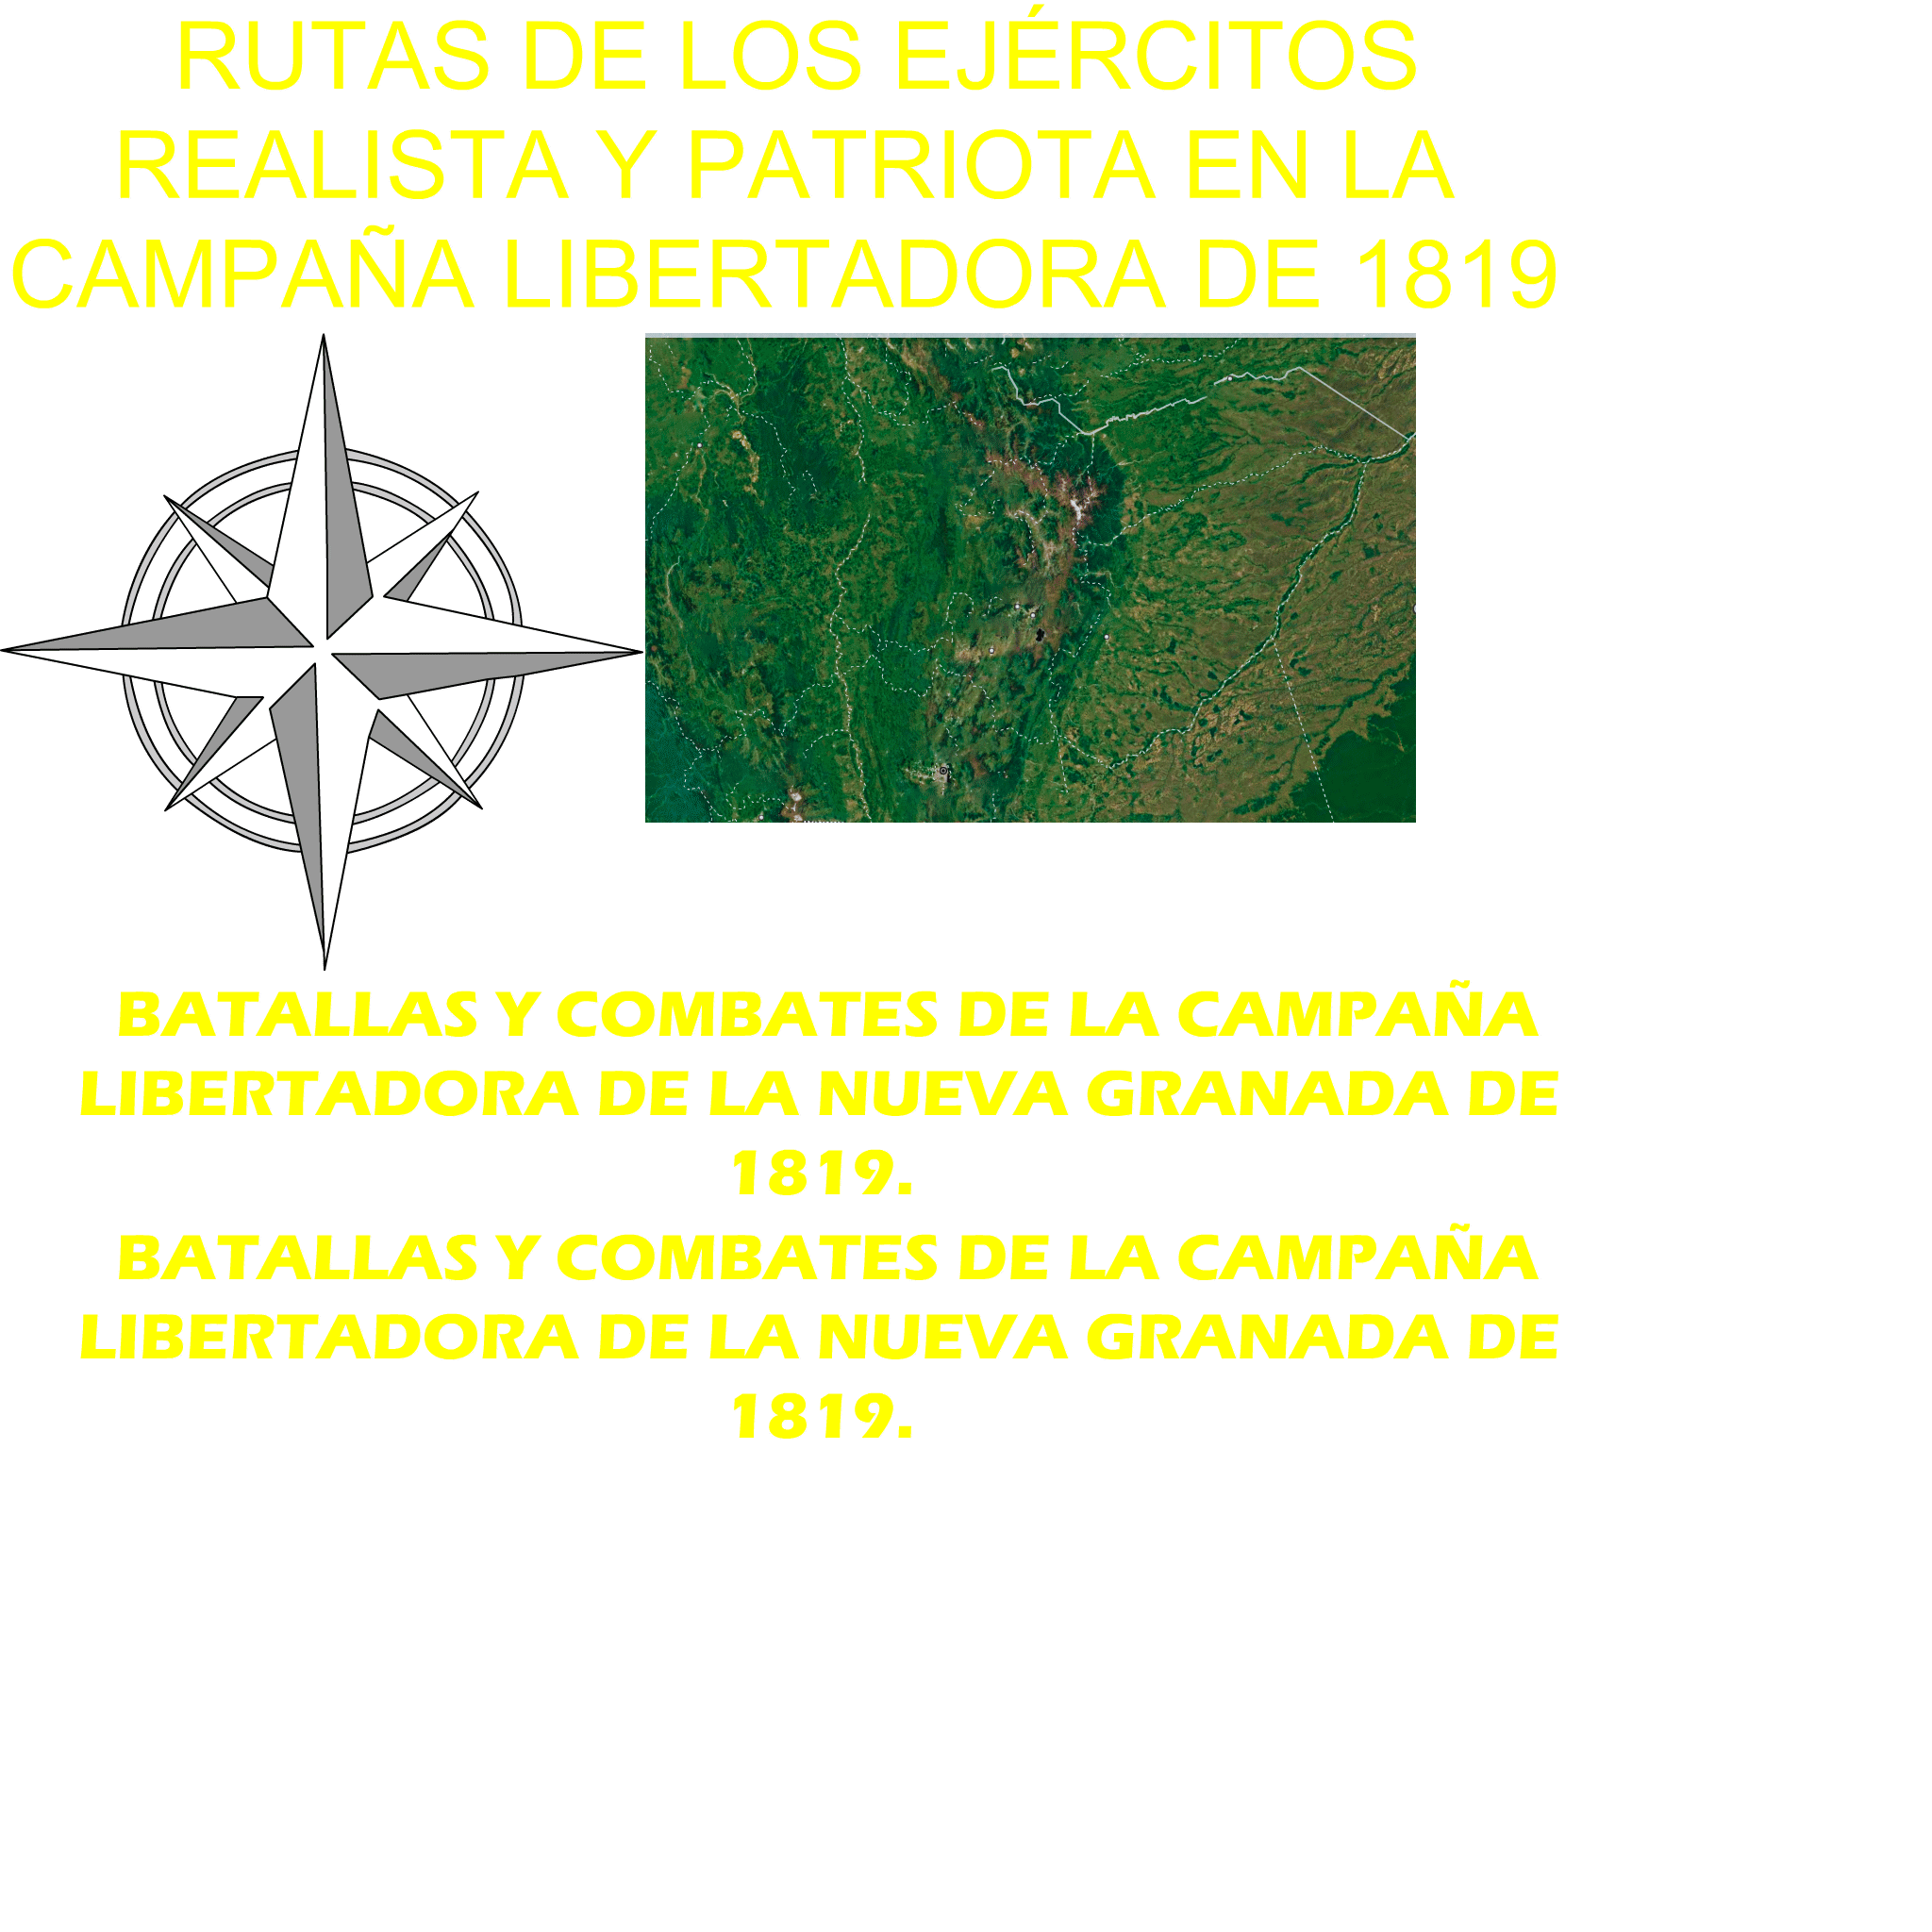 RUTAS DE LOS EJÉRCITOS
REALISTA Y PATRIOTA EN LA
CAMPAÑA LIBERTADORA DE 1819
BATALLAS Y COMBATES DE LA CAMPAÑA
LIBERTADORA DE LA NUEVA GRANADA DE
1819.
BATALLAS Y COMBATES DE LA CAMPAÑA
LIBERTADORA DE LA NUEVA GRANADA DE
1819.